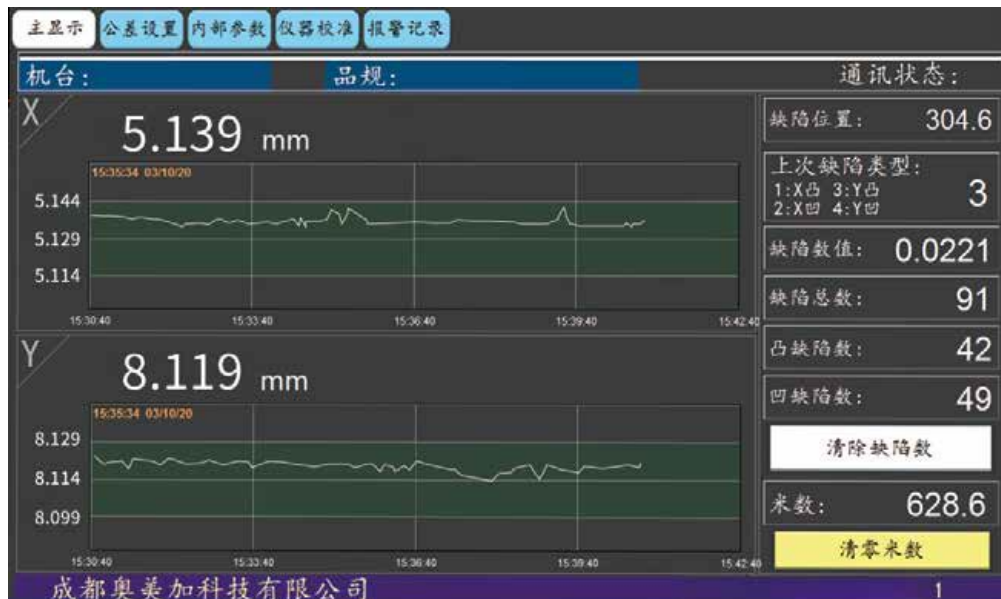 主显示 公差设置 内部参数 仪器校准 报警记录
机台: 品规: 通讯状态:
X
5.139 mm
15:35:34 03/10/20
5.144
5.129
5.114
15:30:40 15:33:40 15:36:40 15:39:40 15:42:40
Y
8.119 mm
15:35:34 03/10/20
8.129
8.114
8.099
15:30:40 15:33:40 15:36:40 15:39:40 15:42:40
缺陷位置: 304.6
上次缺陷类型:
1:X凸 3:Y凸
2:X凹 4:Y凹
3
缺陷数值: 0.0221
缺陷总数: 91
凸缺陷数: 42
凹缺陷数: 49
清除缺陷数
米数: 628.6
清零米数
成都奥美加科技有限公司 1